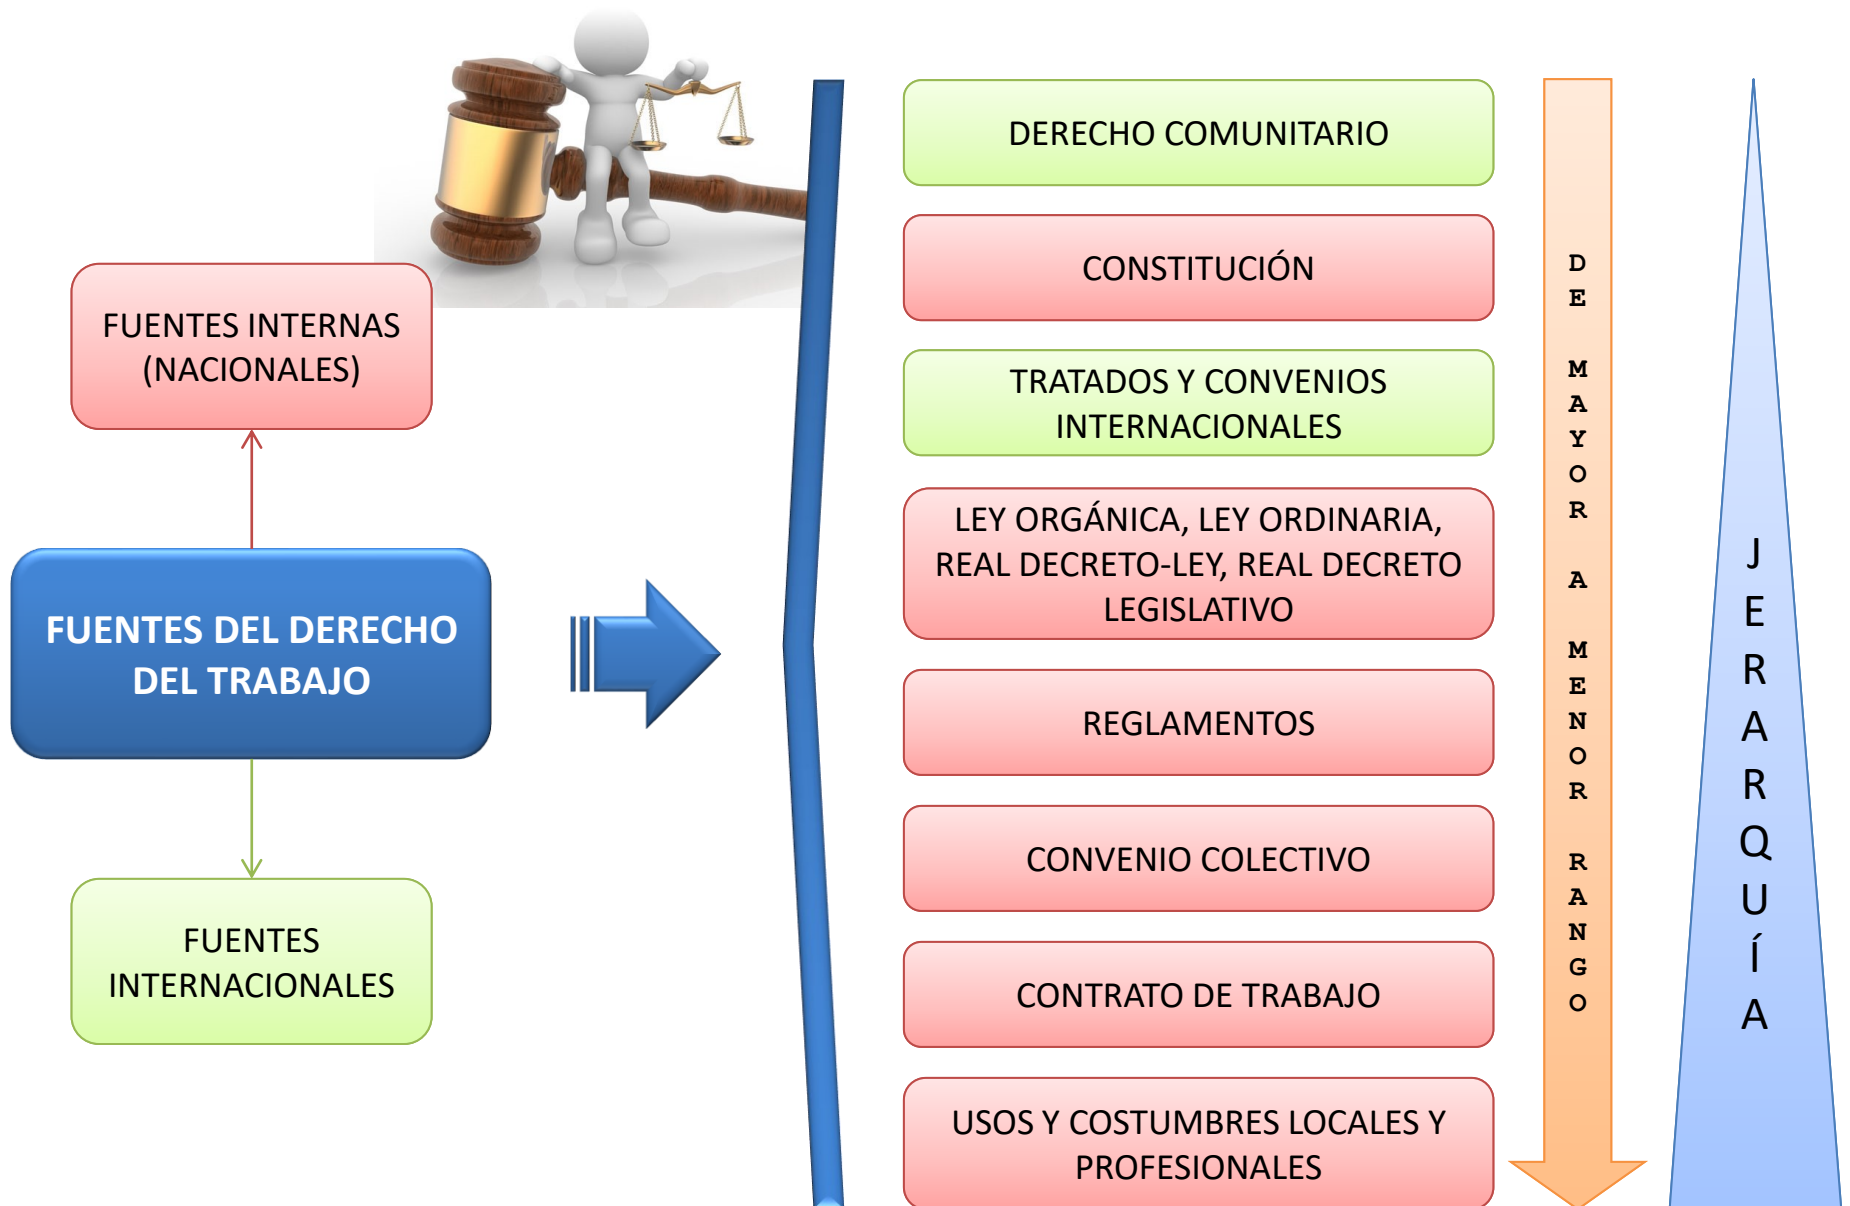 FUENTES INTERNAS
(NACIONALES)
FUENTES DEL DERECHO
DEL TRABAJO
FUENTES
INTERNACIONALES
DERECHO COMUNITARIO
CONSTITUCIÓN
TRATADOS Y CONVENIOS
INTERNACIONALES
LEY ORGÁNICA, LEY ORDINARIA,
REAL DECRETO-LEY, REAL DECRETO
LEGISLATIVO
REGLAMENTOS
CONVENIO COLECTIVO
CONTRATO DE TRABAJO
USOS Y COSTUMBRES LOCALES Y
PROFESIONALES
DE MAYOR A MENOR RANGO
JERARQUÍA